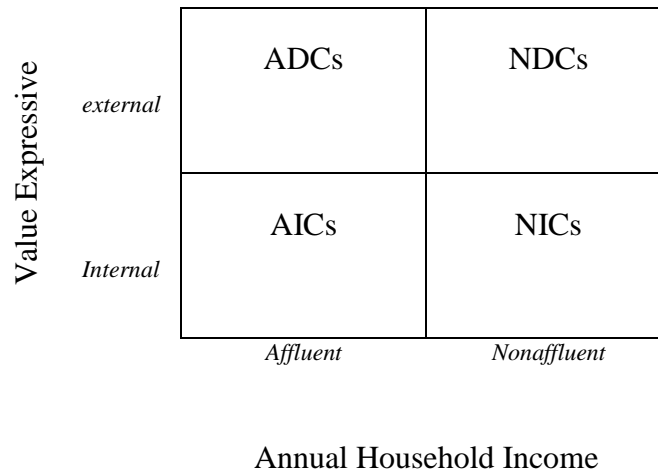 Value Expressive
external
ADCs
NDCs
Internal
AICs
NICs
Affluent
Nonaffluent
Annual Household Income